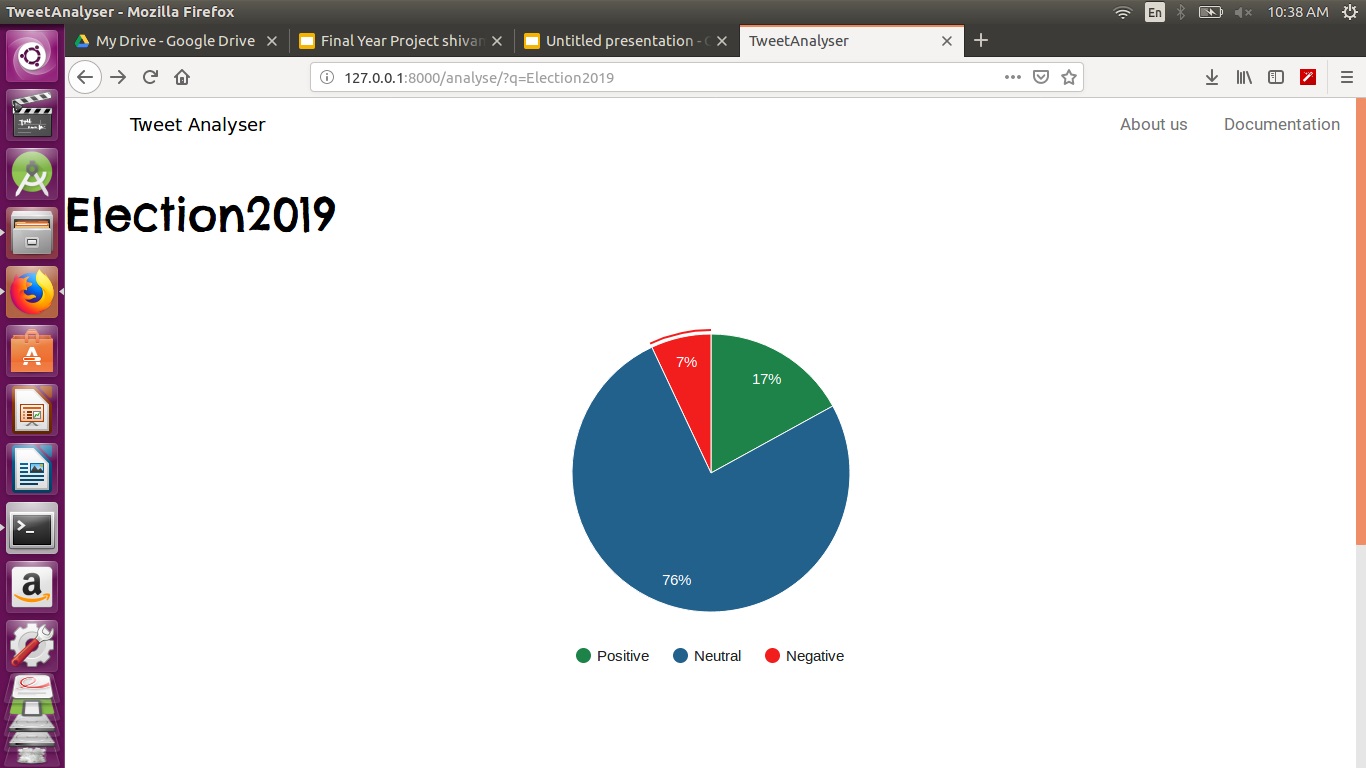 TweetAnalyser - Mozilla Firefox
En
10:38 AM
My Drive - Google Drive
Final Year Project shivan
Untitled presentation - G
TweetAnalyser
127.0.0.1:8000/analyse/?q=Election2019
Tweet Analyser
About us
Documentation
Election2019
7%
17%
76%
Positive
Neutral
Negative